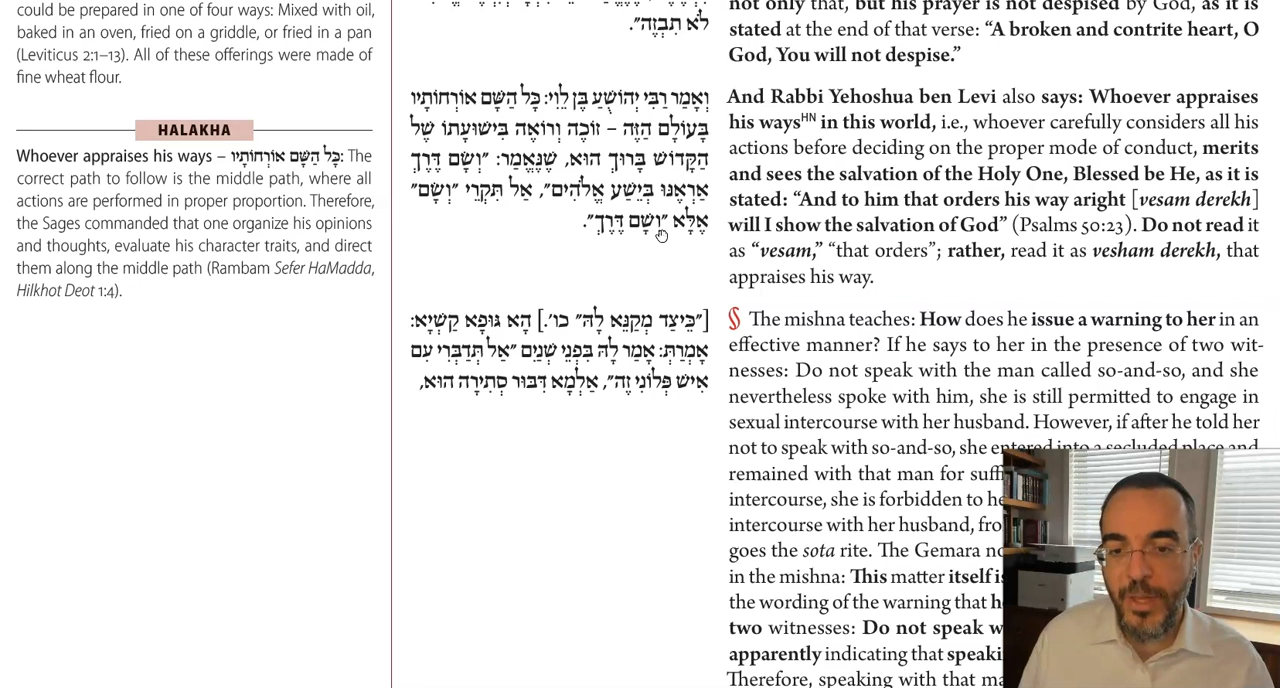 could be prepared in one of four ways: Mixed with oil,
baked in an oven, fried on a griddle, or fried in a pan
(Leviticus 2:1–13). All of these offerings were made of
fine wheat flour.
HALAKHA
Whoever appraises his ways – כָּל הַשָּׁם אוֹרְחוֹתָיו: The
correct path to follow is the middle path, where all
actions are performed in proper proportion. Therefore,
the Sages commanded that one organize his opinions
and thoughts, evaluate his character traits, and direct
them along the middle path (Rambam Sefer HaMadda,
Hilkhot Deot 1:4).
לֹא תִבְזֶה״.
וְאָמַר רַבִּי יְהוֹשֻׁעַ בֶּן לֵוִי: כׇּל הַשָּׁם אוֹרְחוֹתָיו
בָּעוֹלָם הַזֶּה – זוֹכֶה וְרוֹאֶה בִּישׁוּעָתוֹ שֶׁל
הַקָּדוֹשׁ בָּרוּךְ הוּא, שֶׁנֶּאֱמַר: ״וְשָׂם דֶּרֶךְ
אַרְאֶנּוּ בְּיֵשַׁע אֱלֹהִים״, אַל תִּקְרֵי ״וְשָׂם״
אֶלָּא ״וְשָׁם דֶּרֶךְ״.
[״כֵּיצַד מְקַנֵּא לָהּ״ כו׳.] הָא גּוּפָא קַשְׁיָא:
אָמְרַתְּ: אָמַר לָהּ בִּפְנֵי שְׁנַיִם ״אַל תְּדַבְּרִי עִם
אִישׁ פְּלוֹנִי זֶה״, אַלְמָא דִּבּוּר סְתִירָה הוּא,
not only that, but his prayer is not despised by God, as it is
stated at the end of that verse: “A broken and contrite heart, O
God, You will not despise.”
And Rabbi Yehoshua ben Levi also says: Whoever appraises
his ways HN in this world, i.e., whoever carefully considers all his
actions before deciding on the proper mode of conduct, merits
and sees the salvation of the Holy One, Blessed be He, as it is
stated: “And to him that orders his way aright [vesam derekh]
will I show the salvation of God” (Psalms 50:23). Do not read it
as “vesam,” “that orders”; rather, read it as vesham derekh, that
appraises his way.
§ The mishna teaches: How does he issue a warning to her in an
effective manner? If he says to her in the presence of two wit-
nesses: Do not speak with the man called so-and-so, and she
nevertheless spoke with him, she is still permitted to engage in
sexual intercourse with her husband. However, if after he told her
not to speak with so-and-so, she entered into a secluded place and
remained with that man for
intercourse, she is forbidden to
intercourse with her husband,
goes the sota rite. The Gemara
in the mishna: This matter itself
the wording of the warning that
two witnesses: Do not speak
apparently indicating that
Therefore, speaking with that